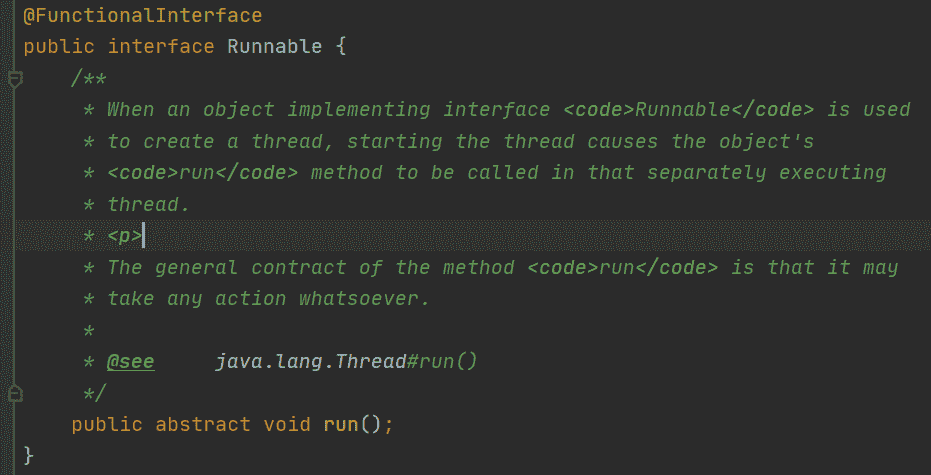 @FunctionalInterface
public interface Runnable {
    /**
     * When an object implementing interface <code>Runnable</code> is used
     * to create a thread, starting the thread causes the object's
     * <code>run</code> method to be called in that separately executing
     * thread.
     * <p>
     * The general contract of the method <code>run</code> is that it may
     * take any action whatsoever.
     *
     * @see     java.lang.Thread#run()
     */
    public abstract void run();
}